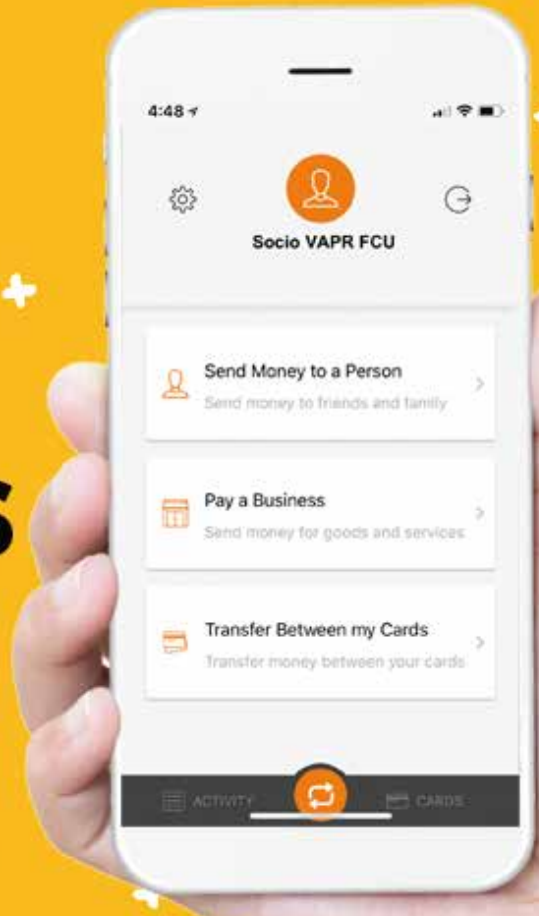 4:48
Socio VAPR FCU
Send Money to a Person
Send money to friends and family
Pay a Business
Send money for goods and services
Transfer Between my Cards
Transfer money between your cards
ACTIVITY
CARDS
s